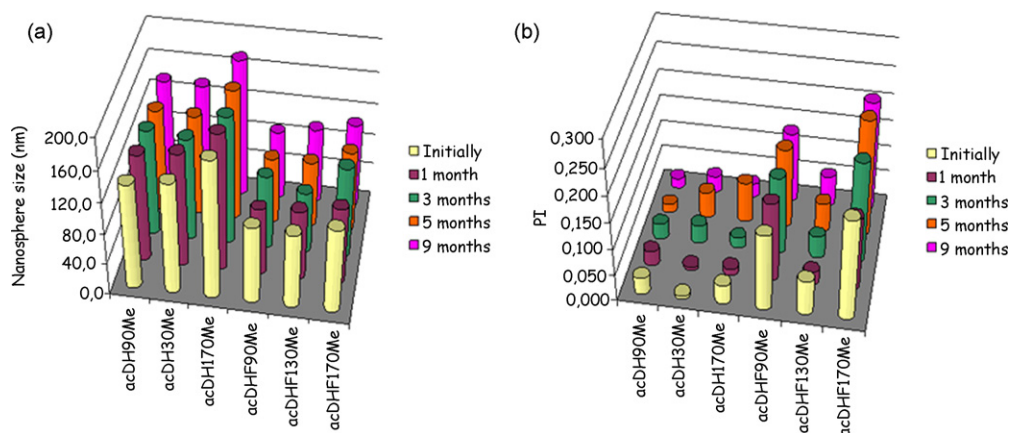 (a)
Nanosphere size (nm)
200,0
160,0
120,0
80,0
40,0
0,0
acDH90Me
acDH30Me
acDH170Me
acDHF90Me
acDHF130Me
acDHF170Me
Initially
1 month
3 months
5 months
9 months
(b)
PI
0,300
0,250
0,200
0,150
0,100
0,050
0,000
acDH90Me
acDH30Me
acDH170Me
acDHF90Me
acDHF130Me
acDHF170Me
Initially
1 month
3 months
5 months
9 months